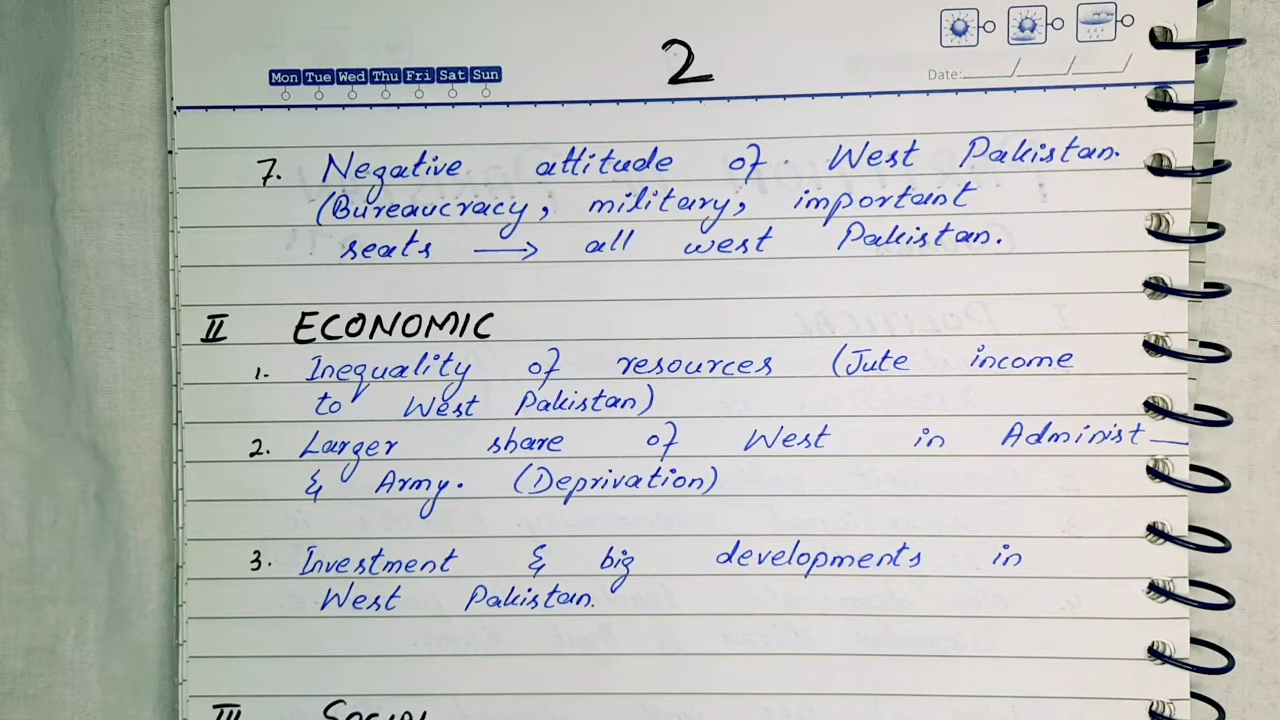 2
Mon Tue Wed Thu Fri Sat Sun
Date: / / /
7. Negative attitude of West Pakistan.
(Bureaucracy, military, important
seats → all west Pakistan.
II ECONOMIC
1. Inequality of resources (Jute income
to West Pakistan)
2. Larger share of West in Administ—
& Army. (Deprivation)
3. Investment & big developments in
West Pakistan.
III SOCIAL